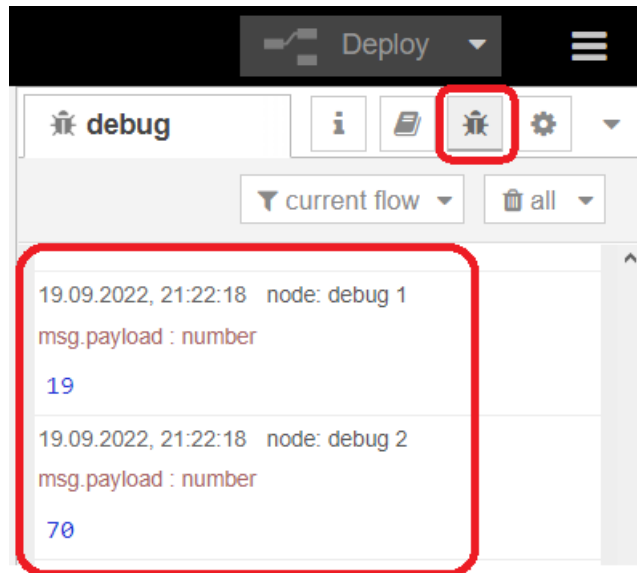 Deploy
debug
i
current flow
all
19.09.2022, 21:22:18 node: debug 1
msg.payload : number
19
19.09.2022, 21:22:18 node: debug 2
msg.payload : number
70